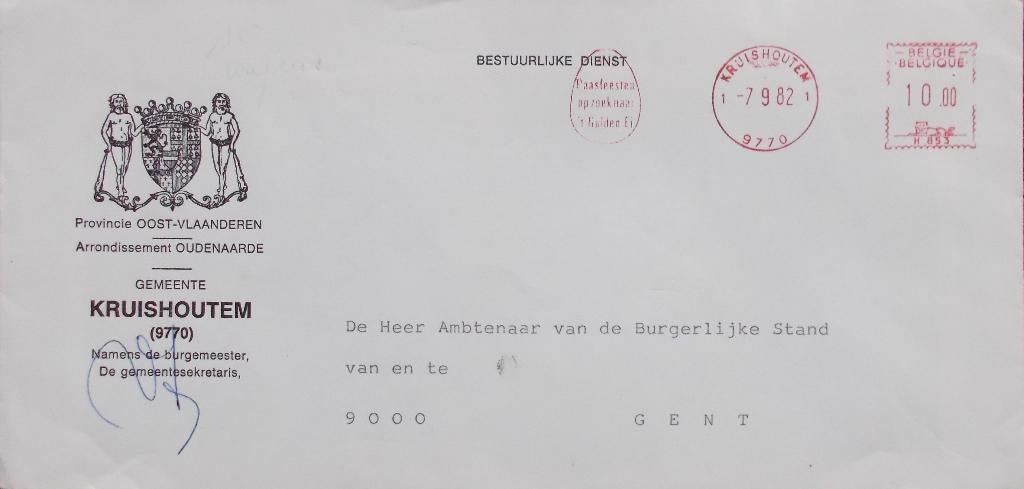 BESTUURLIJKE DIENST
Paasfeesten
op zoek naar
't Gulden Ei
KRUISHOUTEM
1 -7 9 82 1
9770
BELGIE
BELGIQUE
10.00
H 853
Provincie OOST-VLAANDEREN
Arrondissement OUDENAARDE
GEMEENTE
KRUISHOUTEM
(9770)
Namens de burgemeester,
De gemeentesekretaris,
De Heer Ambtenaar van de Burgerlijke Stand
van en te
9000 GENT